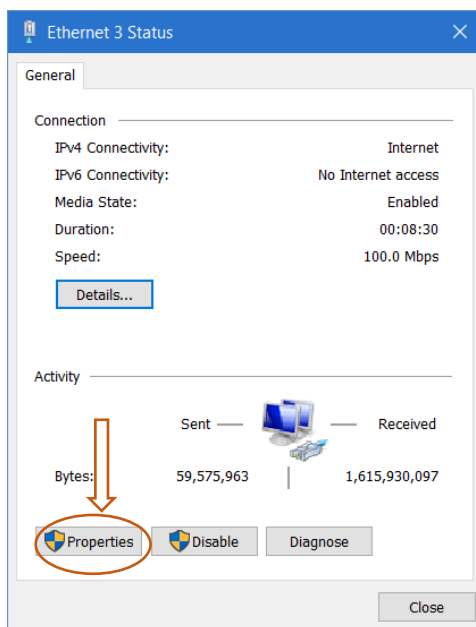 Ethernet 3 Status
General
Connection
IPv4 Connectivity: Internet
IPv6 Connectivity: No Internet access
Media State: Enabled
Duration: 00:08:30
Speed: 100.0 Mbps
Details...
Activity
Sent Received
Bytes: 59,575,963 1,615,930,097
Properties Disable Diagnose
Close